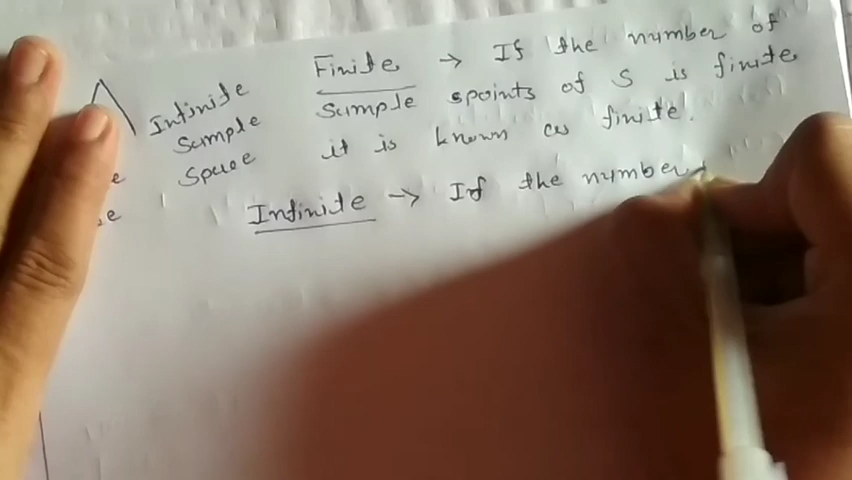 Finite → If the number of
Infinite sample spoints of S is finite
Sample it is known as finite.
Space
e
e
Infinite → If the number